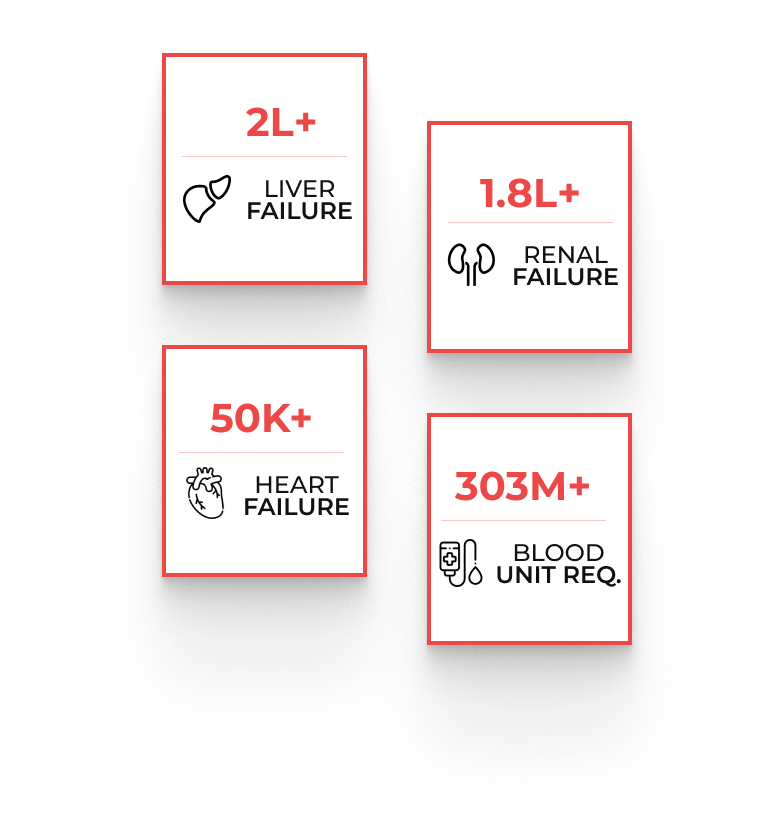 2L+
LIVER
FAILURE
1.8L+
RENAL
FAILURE
50K+
HEART
FAILURE
303M+
BLOOD
UNIT REQ.